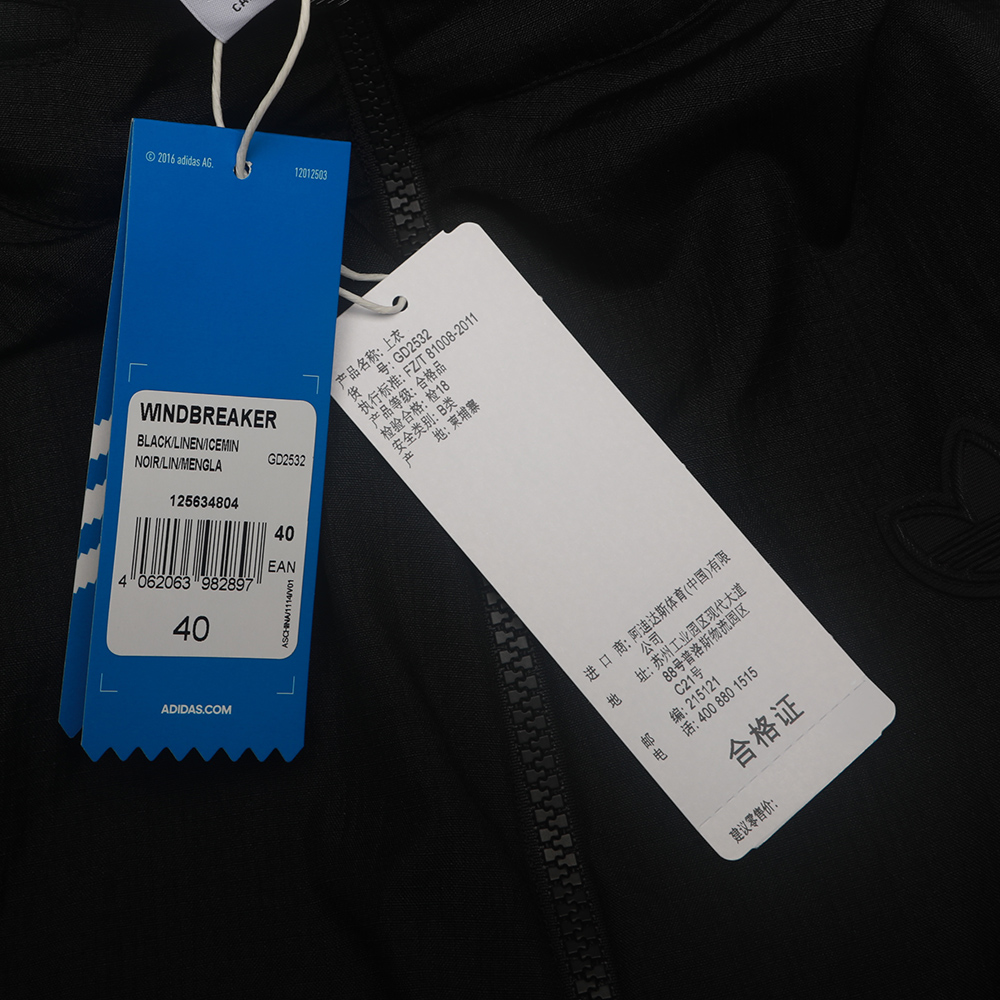 CA
© 2016 adidas AG.
12012503
WINDBREAKER
BLACK/LINEN/ICEMIN
NOIR/LIN/MENGLA
GD2532
125634804
40
EAN
4 062063 982897
40
ASCHINA/1114/V01
ADIDAS.COM
产品名称: 上衣
货 号: GD2532
执行标准: FZ/T 81008-2011
产品等级: 合格品
检验合格: 检18
安全类别: B类
产 地: 柬埔寨
进 口 商: 阿迪达斯体育(中国)有限
公司
地 址: 苏州工业园区现代大道
88号普洛斯物流园区
C21号
邮 编: 215121
电 话: 400 880 1515
合格证
建议零售价: